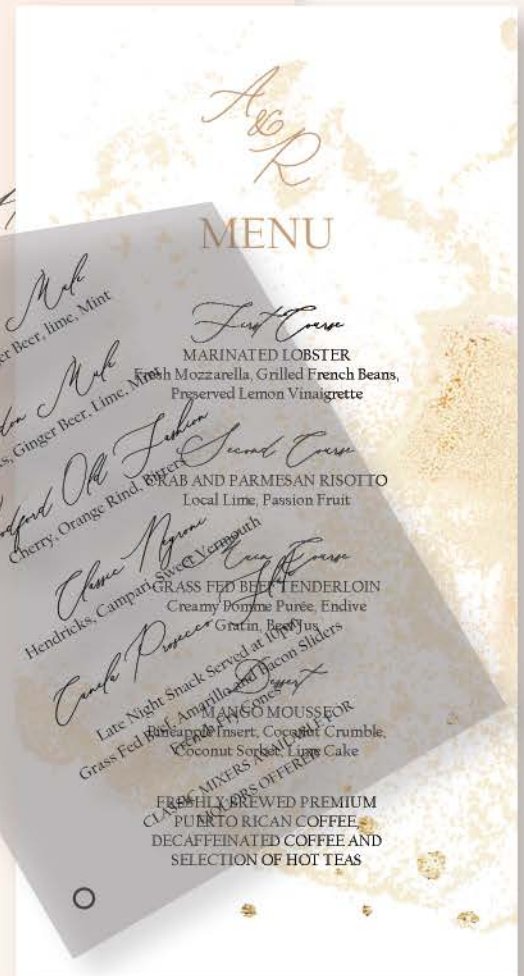 A
&
R
MENU
First Course
MARINATED LOBSTER
Fresh Mozzarella, Grilled French Beans,
Preserved Lemon Vinaigrette
Second Course
CRAB AND PARMESAN RISOTTO
Local Lime, Passion Fruit
Main Course
GRASS FED BEEF TENDERLOIN
Creamy Pomme Purée, Endive
Gratin, Beef Jus
Dessert
MANGO MOUSSE
Pineapple Insert, Coconut Crumble,
Coconut Sorbet, Lime Cake
FRESHLY BREWED PREMIUM
PUERTO RICAN COFFEE,
DECAFFEINATED COFFEE AND
SELECTION OF HOT TEAS
Mule
Beer, lime, Mint
Mule
Ginger Beer, Lime, Mint
Old Fashion
Cherry, Orange Rind, Bitters
Classic Negroni
Hendricks, Campari, Sweet Vermouth
Canela Prosecco
Late Night Snack Served at 10pm
Grass Fed Beef, Amarillo and Bacon Sliders
CLASSIC MIXERS AVAILABLE FOR
LIQUORS OFFERED